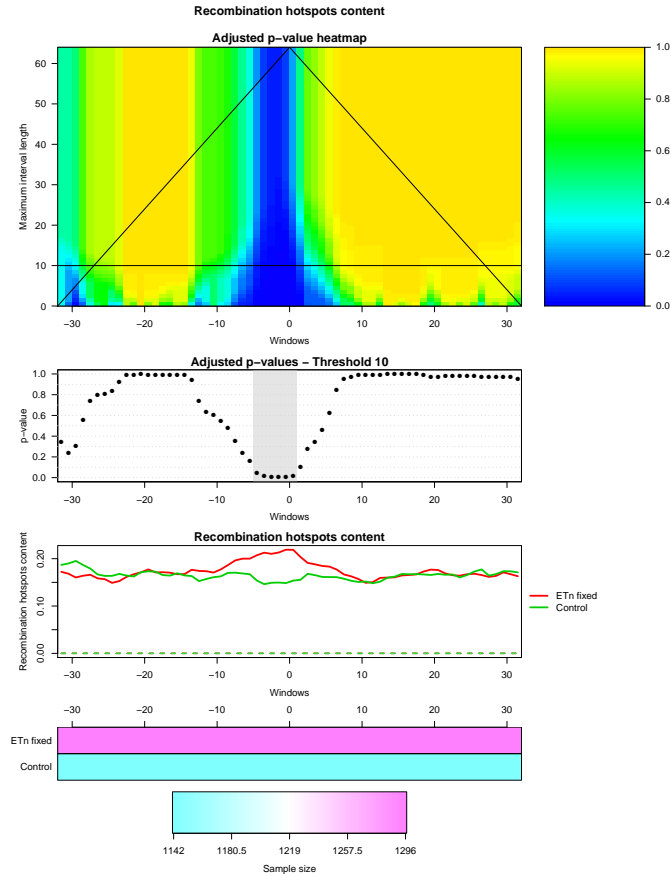 Recombination hotspots content
Adjusted p-value heatmap
Maximum interval length
0 10 20 30 40 50 60
−30 −20 −10 0 10 20 30
Windows
0.0 0.2 0.4 0.6 0.8 1.0
Adjusted p-values − Threshold 10
p-value
0.0 0.2 0.4 0.6 0.8 1.0
−30 −20 −10 0 10 20 30
Windows
Recombination hotspots content
Recombination hotspots content
0.00 0.10 0.20
−30 −20 −10 0 10 20 30
Windows
ETn fixed
Control
−30 −20 −10 0 10 20 30
ETn fixed
Control
1142 1180.5 1219 1257.5 1296
Sample size